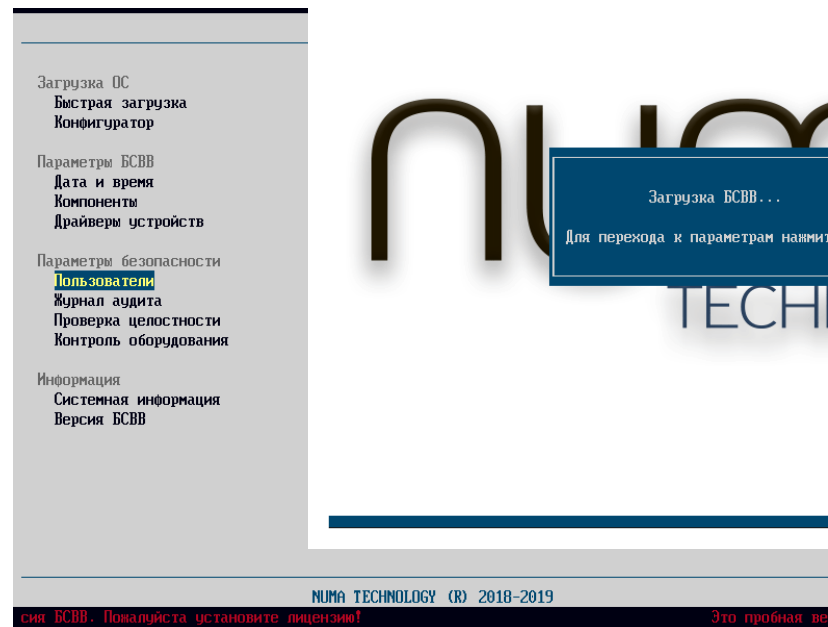 Загрузка ОС
Быстрая загрузка
Конфигуратор
Параметры БСВВ
Дата и время
Компоненты
Драйверы устройств
Параметры безопасности
Пользователи
Журнал аудита
Проверка целостности
Контроль оборудования
Информация
Системная информация
Версия БСВВ
Загрузка БСВВ...
Для перехода к параметрам нажмит
NUMA TECHNOLOGY (R) 2018-2019
сия БСВВ. Пожалуйста установите лицензию! Это пробная ве